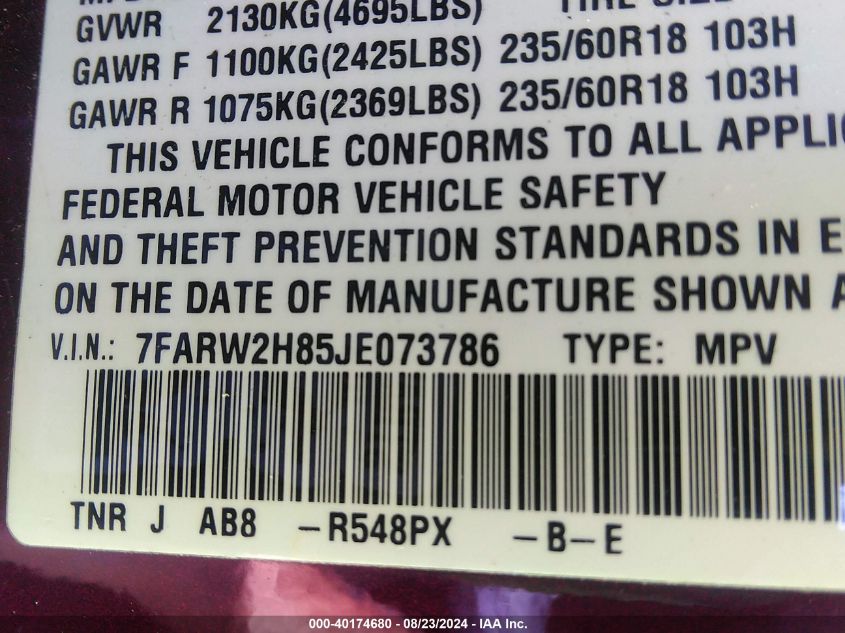 GVWR 2130KG(4695LBS)
GAWR F 1100KG(2425LBS) 235/60R18 103H
GAWR R 1075KG(2369LBS) 235/60R18 103H
THIS VEHICLE CONFORMS TO ALL APPLIC
FEDERAL MOTOR VEHICLE SAFETY
AND THEFT PREVENTION STANDARDS IN E
ON THE DATE OF MANUFACTURE SHOWN A
V.I.N.: 7FARW2H85JE073786 TYPE: MPV
TNR J AB8 -R548PX -B-E
000-40174680 - 08/23/2024 - IAA Inc.